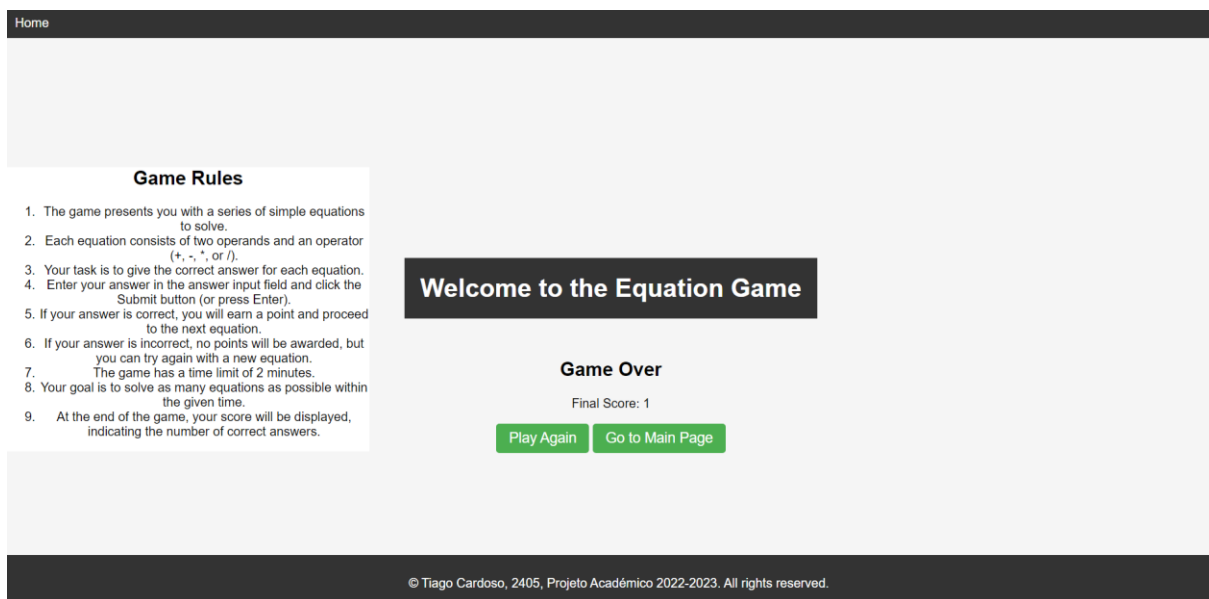 Home
Game Rules
1. The game presents you with a series of simple equations
to solve.
2. Each equation consists of two operands and an operator
(+, -, *, or /).
3. Your task is to give the correct answer for each equation.
4. Enter your answer in the answer input field and click the
Submit button (or press Enter).
5. If your answer is correct, you will earn a point and proceed
to the next equation.
6. If your answer is incorrect, no points will be awarded, but
you can try again with a new equation.
7. The game has a time limit of 2 minutes.
8. Your goal is to solve as many equations as possible within
the given time.
9. At the end of the game, your score will be displayed,
indicating the number of correct answers.
Welcome to the Equation Game
Game Over
Final Score: 1
Play Again
Go to Main Page
© Tiago Cardoso, 2405, Projeto Académico 2022-2023. All rights reserved.